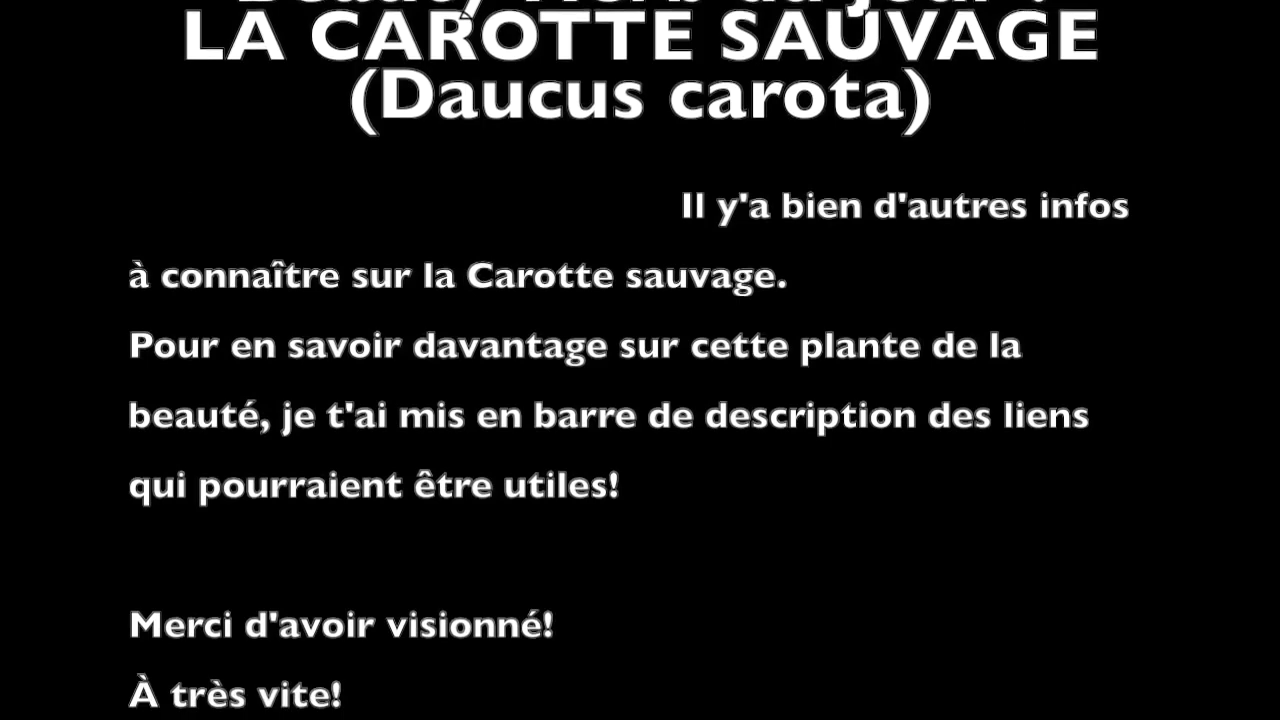 du jour :
LA CAROTTE SAUVAGE
(Daucus carota)
Il y'a bien d'autres infos
à connaître sur la Carotte sauvage.
Pour en savoir davantage sur cette plante de la
beauté, je t'ai mis en barre de description des liens
qui pourraient être utiles!
Merci d'avoir visionné!
À très vite!